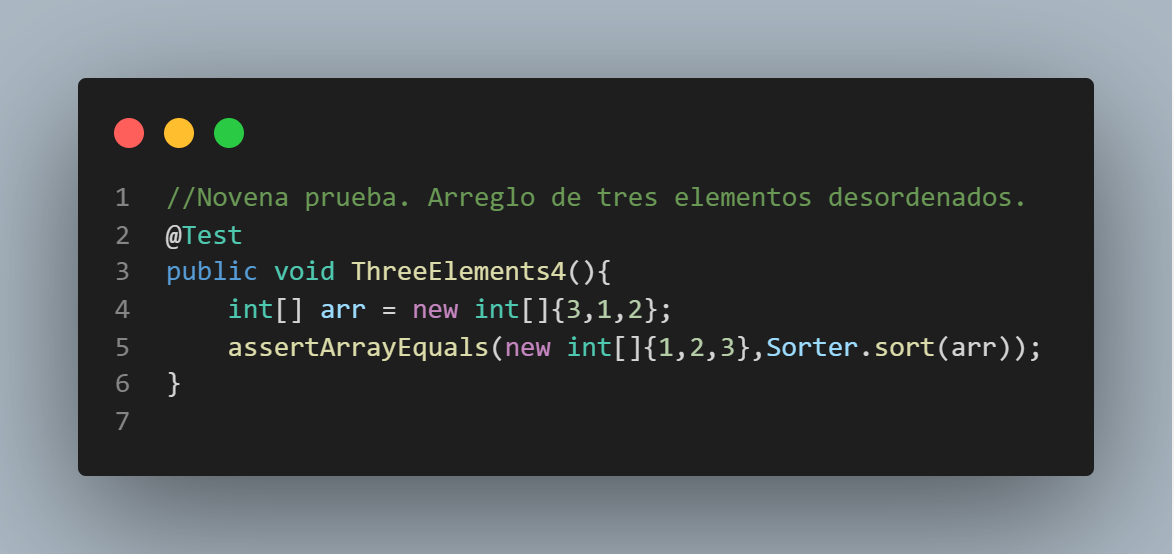 1 //Novena prueba. Arreglo de tres elementos desordenados.
2 @Test
3 public void ThreeElements4(){
4     int[] arr = new int[]{3,1,2};
5     assertArrayEquals(new int[]{1,2,3},Sorter.sort(arr));
6 }
7